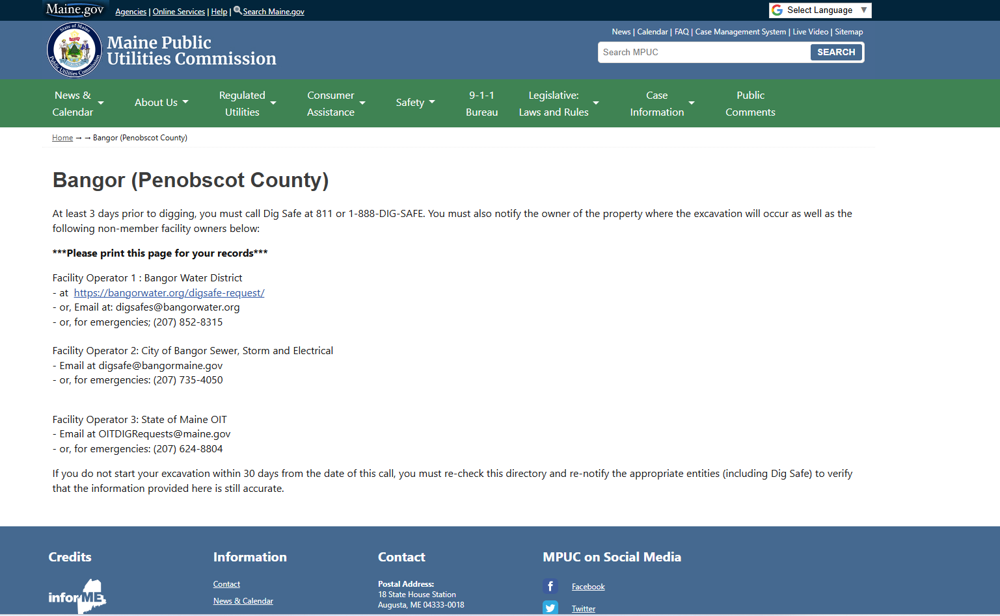 Maine.gov
Agencies | Online Services | Help | Search Maine.gov
Select Language ▼
State of Maine
Public Utilities Commission
Maine Public
Utilities Commission
News | Calendar | FAQ | Case Management System | Live Video | Sitemap
Search MPUC
SEARCH
News &
Calendar
About Us
Regulated
Utilities
Consumer
Assistance
Safety
9-1-1
Bureau
Legislative:
Laws and Rules
Case
Information
Public
Comments
Home → → Bangor (Penobscot County)
Bangor (Penobscot County)
At least 3 days prior to digging, you must call Dig Safe at 811 or 1-888-DIG-SAFE. You must also notify the owner of the property where the excavation will occur as well as the
following non-member facility owners below:
***Please print this page for your records***
Facility Operator 1 : Bangor Water District
- at https://bangorwater.org/digsafe-request/
- or, Email at: digsafes@bangorwater.org
- or, for emergencies; (207) 852-8315
Facility Operator 2: City of Bangor Sewer, Storm and Electrical
- Email at digsafe@bangormaine.gov
- or, for emergencies: (207) 735-4050
Facility Operator 3: State of Maine OIT
- Email at OITDIGRequests@maine.gov
- or, for emergencies: (207) 624-8804
If you do not start your excavation within 30 days from the date of this call, you must re-check this directory and re-notify the appropriate entities (including Dig Safe) to verify
that the information provided here is still accurate.
Credits
inforME
Information
Contact
News & Calendar
Contact
Postal Address:
18 State House Station
Augusta, ME 04333-0018
MPUC on Social Media
Facebook
Twitter